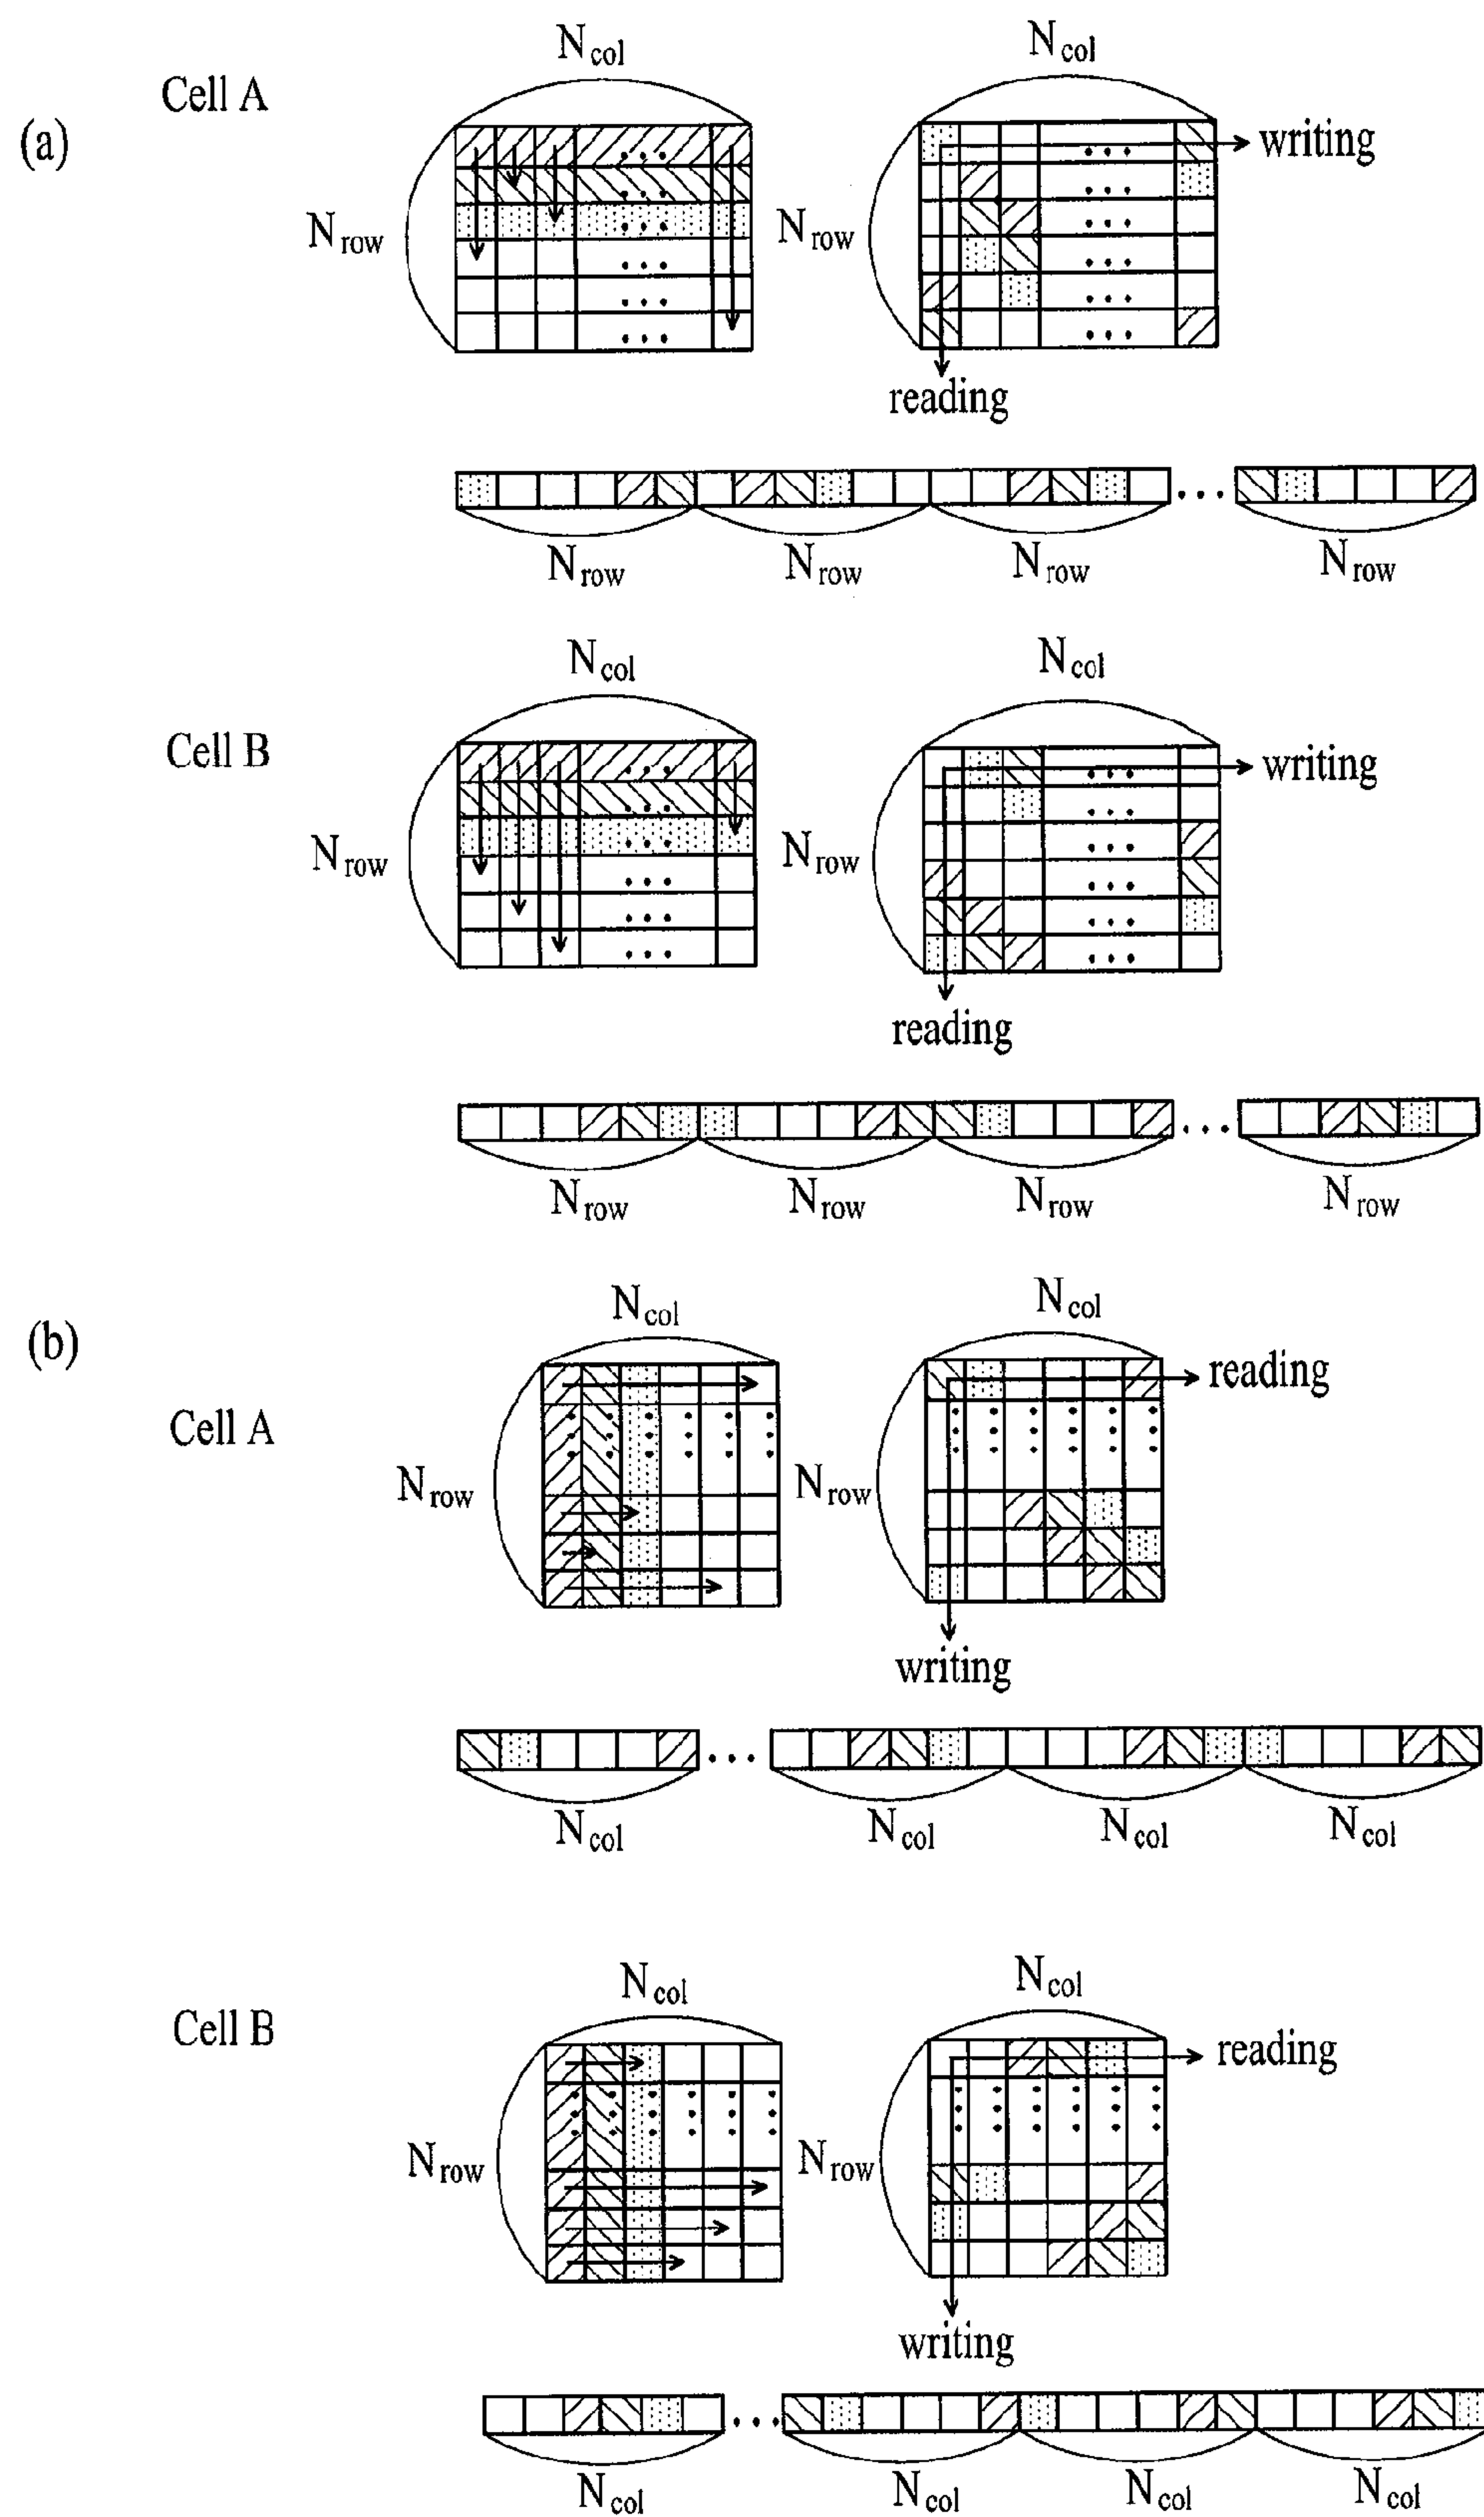 N_col N_col
Cell A
(a) writing
N_row N_row
reading
N_row N_row N_row N_row
N_col N_col
Cell B writing
N_row N_row
reading
N_row N_row N_row N_row
N_col N_col
(b) reading
Cell A
N_row N_row
writing
N_col N_col N_col N_col
N_col N_col
Cell B reading
N_row N_row
writing
N_col N_col N_col N_col